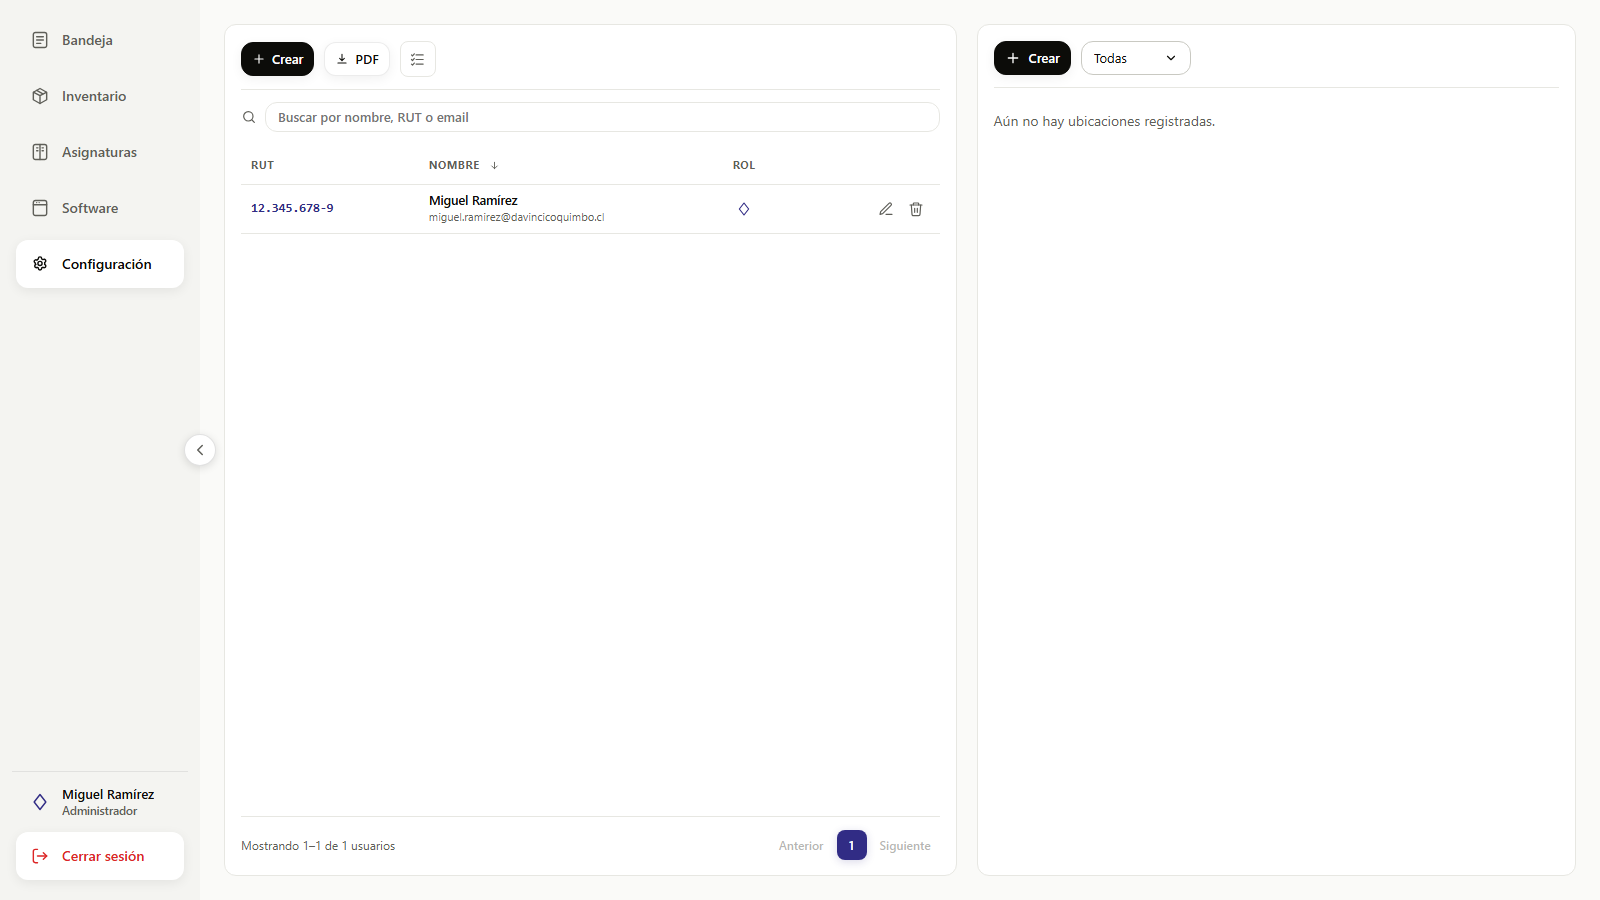 Bandeja
Inventario
Asignaturas
Software
Configuración
Miguel Ramírez
Administrador
Cerrar sesión
Crear
PDF
Buscar por nombre, RUT o email
RUT
NOMBRE
ROL
12.345.678-9
Miguel Ramírez
miguel.ramirez@davincicoquimbo.cl
Mostrando 1–1 de 1 usuarios
Anterior
1
Siguiente
Crear
Todas
Aún no hay ubicaciones registradas.